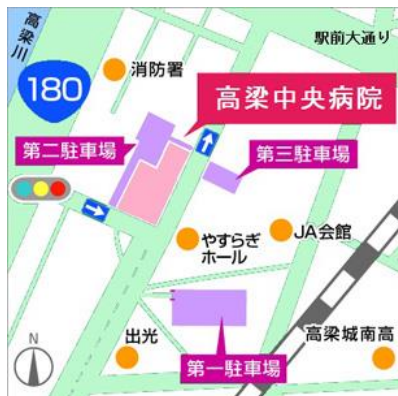 高梁川
駅前大通り
消防署
180
高梁中央病院
第二駐車場
第三駐車場
やすらぎ
ホール
JA会館
出光
第一駐車場
高梁城南高
N